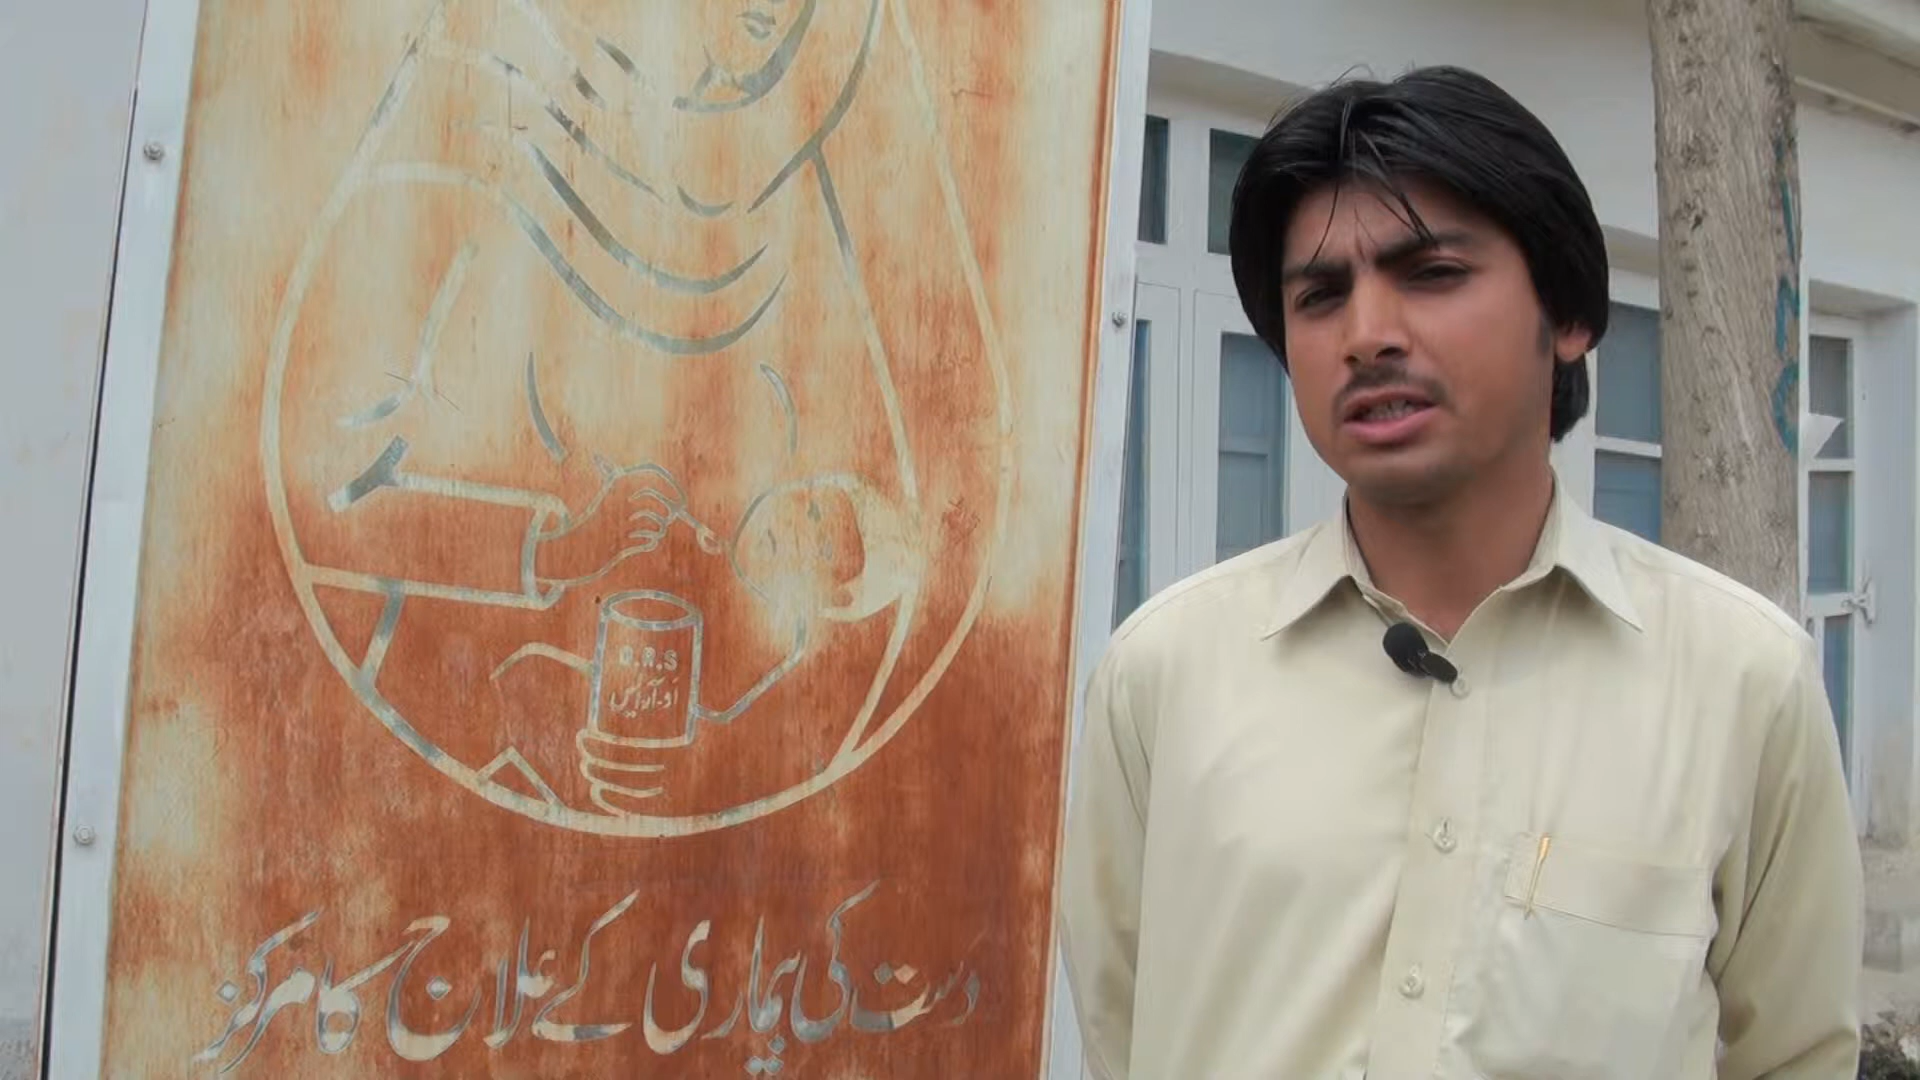 O.R.S
او۔آر۔ایس
دست کی بیماری کے علاج کا مرکز